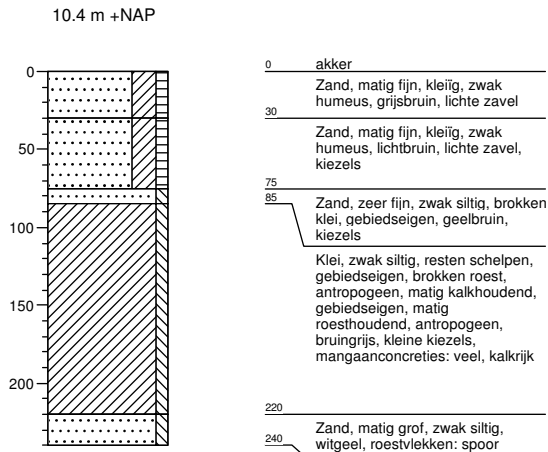 10.4 m +NAP
0
50
100
150
200
0 akker
Zand, matig fijn, kleiïg, zwak
humeus, grijsbruin, lichte zavel
30
Zand, matig fijn, kleiïg, zwak
humeus, lichtbruin, lichte zavel,
kiezels
75
85
Zand, zeer fijn, zwak siltig, brokken
klei, gebiedseigen, geelbruin,
kiezels
Klei, zwak siltig, resten schelpen,
gebiedseigen, brokken roest,
antropogeen, matig kalkhoudend,
gebiedseigen, matig
roesthoudend, antropogeen,
bruingrijs, kleine kiezels,
mangaanconcreties: veel, kalkrijk
220
Zand, matig grof, zwak siltig,
240 witgeel, roestvlekken: spoor